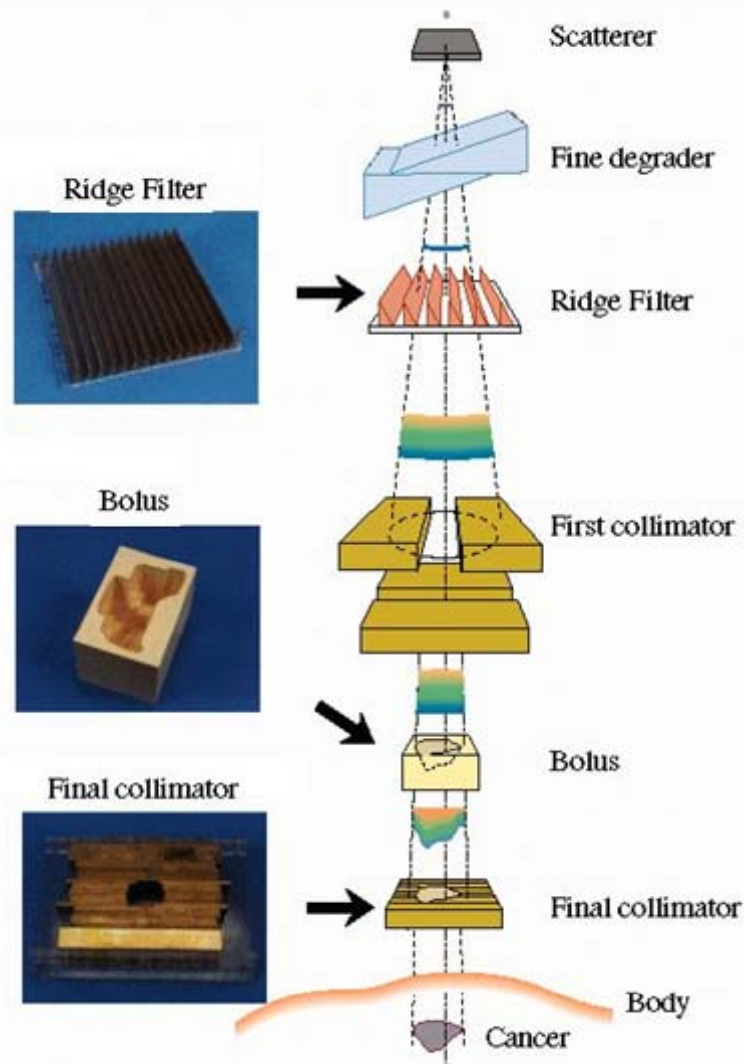 Scatterer
Fine degrader
Ridge Filter
Ridge Filter
Bolus
First collimator
Bolus
Final collimator
Final collimator
Body
Cancer